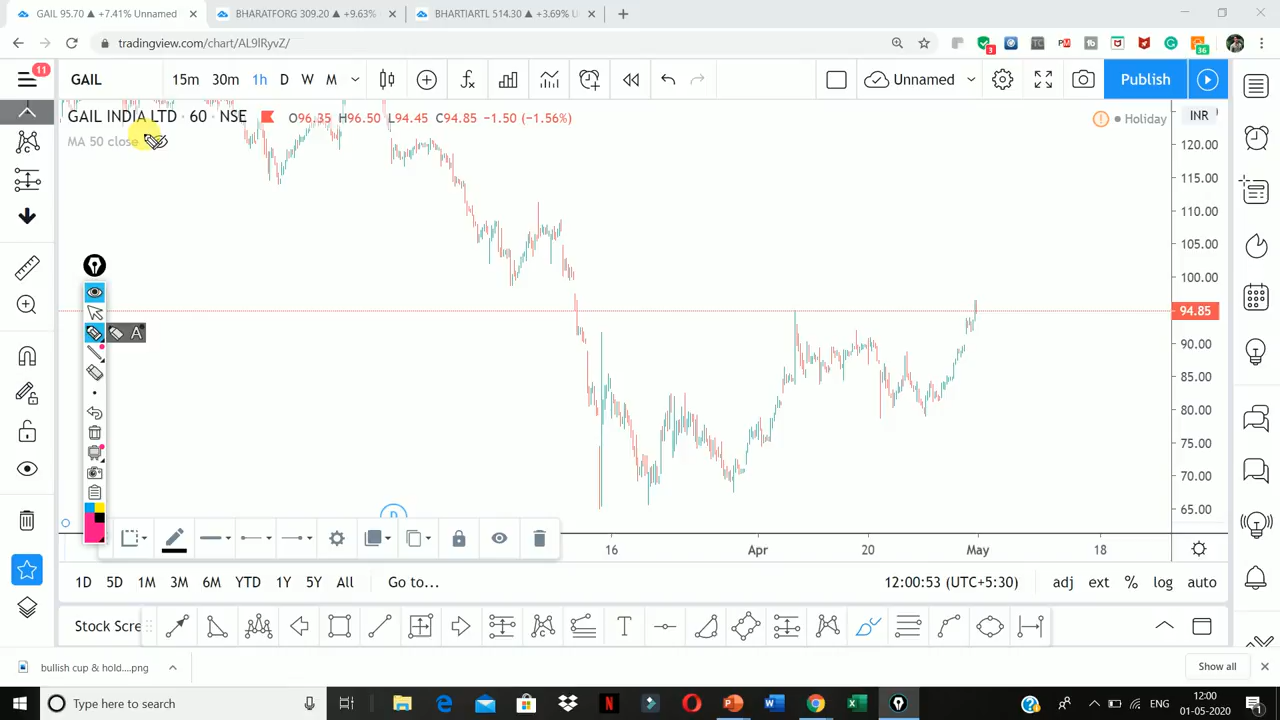 GAIL 95.70 ▲ +7.41% Unnamed
BHARATFORG 309.20 ▲ +9.63%
BHARTIARTL 514.30 ▲ +3.69%
tradingview.com/chart/AL9lRyvZ/
3
36
11
GAIL 15m 30m 1h D W M
Unnamed
Publish
GAIL INDIA LTD · 60 · NSE
O96.35 H96.50 L94.45 C94.85 −1.50 (−1.56%)
Holiday
INR
MA 50 close
120.00
115.00
110.00
105.00
100.00
94.85
90.00
85.00
80.00
75.00
70.00
65.00
A
D
16 Apr 20 May 18
1D 5D 1M 3M 6M YTD 1Y 5Y All Go to...
12:00:53 (UTC+5:30) adj ext % log auto
Stock Scre
T
bullish cup & hold....png
Show all
Type here to search
ENG
12:00
01-05-2020